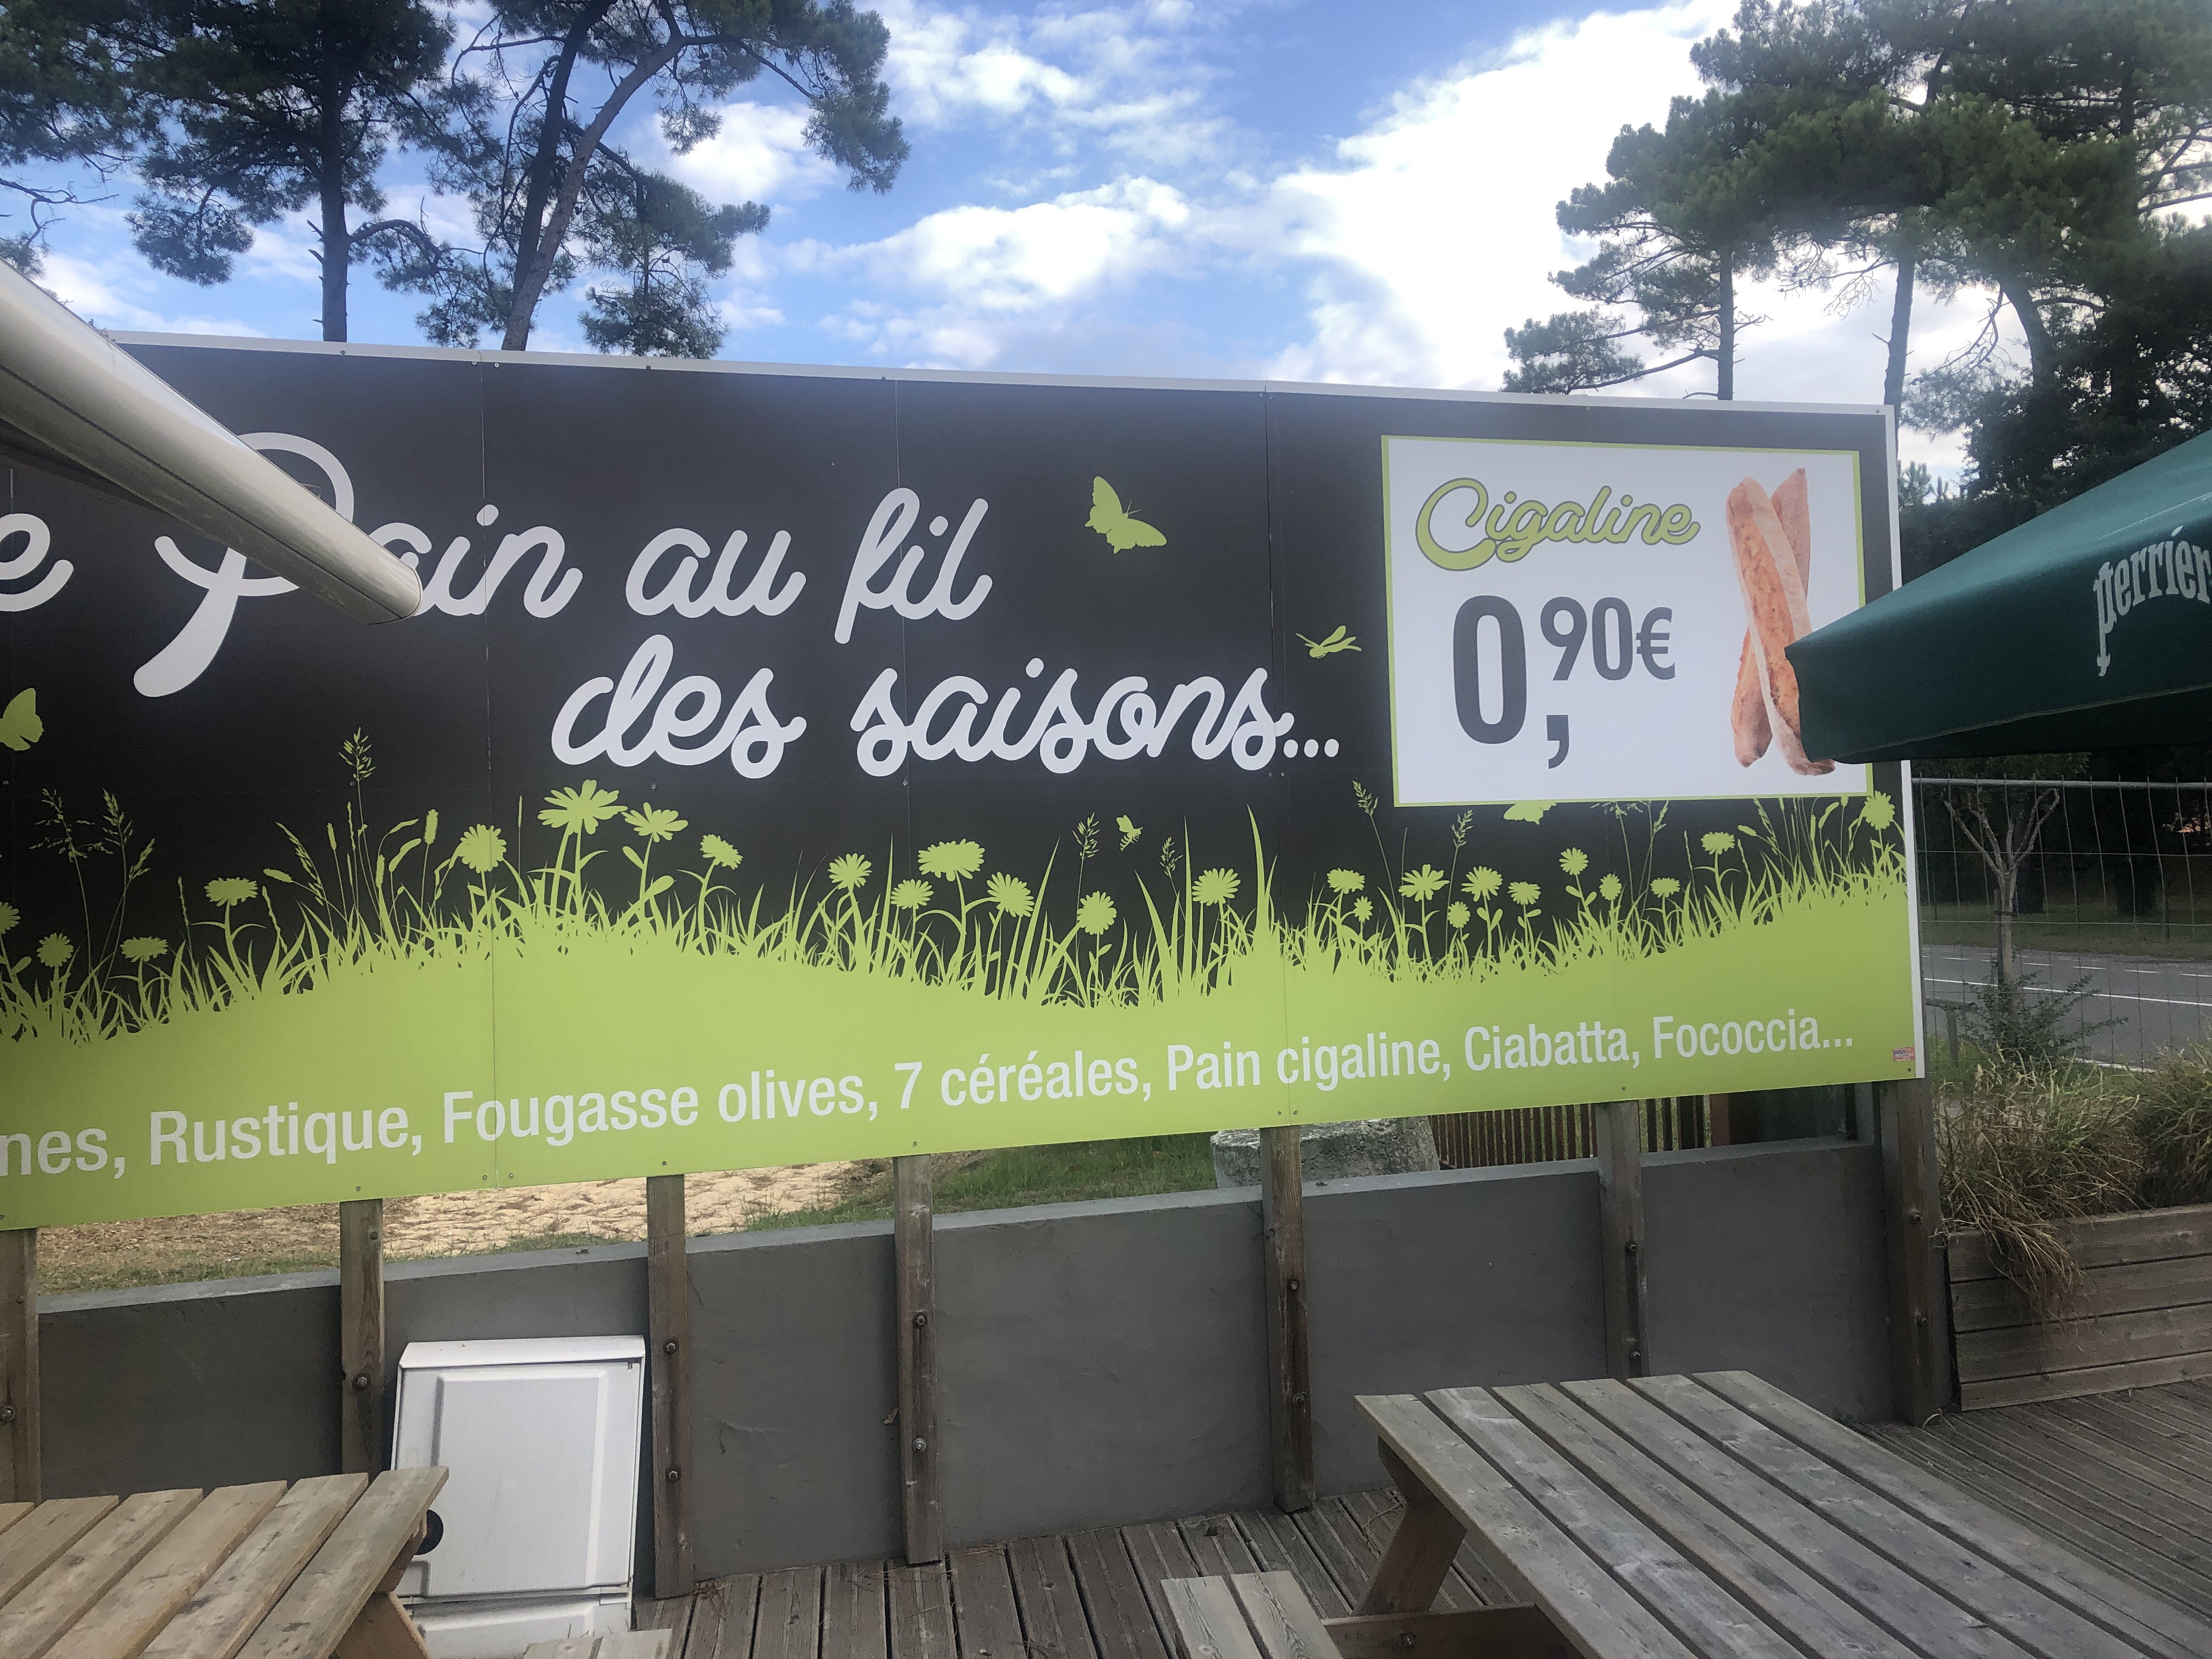 e Pain au fil
des saisons...
Cigaline
0,90€
perrier
nes, Rustique, Fougasse olives, 7 céréales, Pain cigaline, Ciabatta, Fococcia...